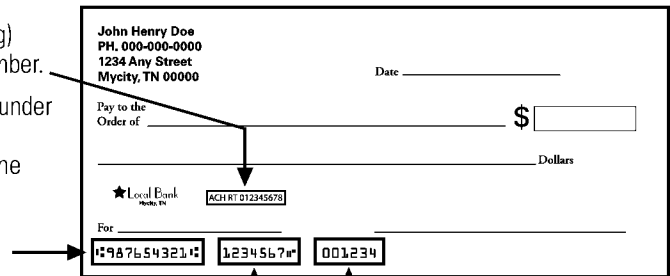 g)
nber.
under
ne
John Henry Doe
PH. 000-000-0000
1234 Any Street
Mycity, TN 00000
Date
Pay to the
Order of
$
Dollars
Local Bank
Mycity, TN
ACH RT 012345678
For
⑆987654321⑆ 1234567⑈ 001234